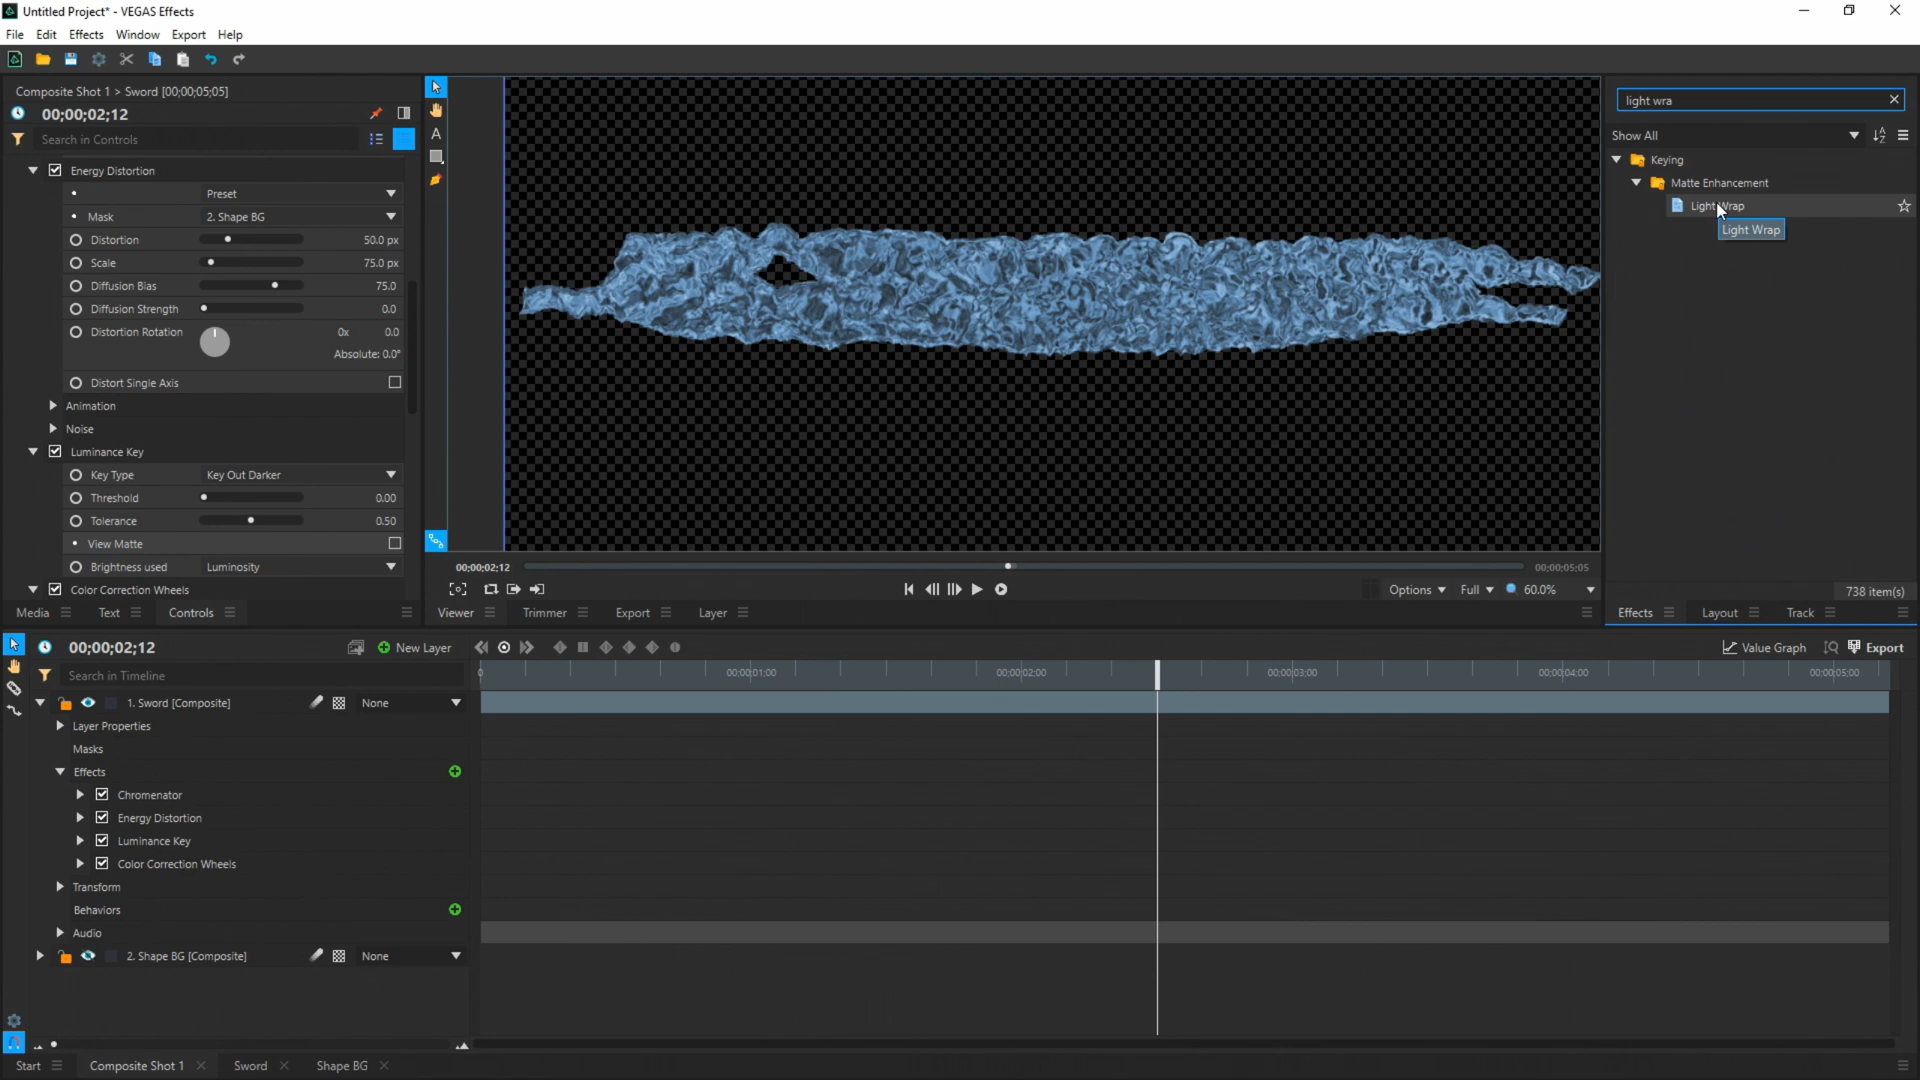 Untitled Project* - VEGAS Effects
File Edit Effects Window Export Help
Composite Shot 1 > Sword [00;00;05;05]
00;00;02;12
Search in Controls
Energy Distortion
Preset
Mask 2. Shape BG
Distortion 50.0 px
Scale 75.0 px
Diffusion Bias 75.0
Diffusion Strength 0.0
Distortion Rotation 0x 0.0
Absolute: 0.0°
Distort Single Axis
Animation
Noise
Luminance Key
Key Type Key Out Darker
Threshold 0.00
Tolerance 0.50
View Matte
Brightness used Luminosity
Color Correction Wheels
Media Text Controls
A
00;00;02;12 00;00;05;05
Options Full 60.0%
Viewer Trimmer Export Layer
light wra
Show All
Keying
Matte Enhancement
Light Wrap
Light Wrap
738 item(s)
Effects Layout Track
00;00;02;12 New Layer Value Graph Export
Search in Timeline
0 00;00;01;00 00;00;02;00 00;00;03;00 00;00;04;00 00;00;05;00
1. Sword [Composite] None
Layer Properties
Masks
Effects
Chromenator
Energy Distortion
Luminance Key
Color Correction Wheels
Transform
Behaviors
Audio
2. Shape BG [Composite] None
Start Composite Shot 1 Sword Shape BG